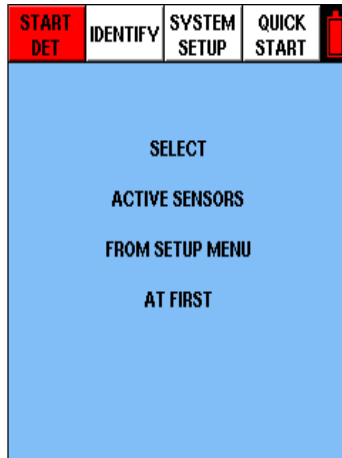 START DET
IDENTIFY
SYSTEM SETUP
QUICK START
SELECT
ACTIVE SENSORS
FROM SETUP MENU
AT FIRST